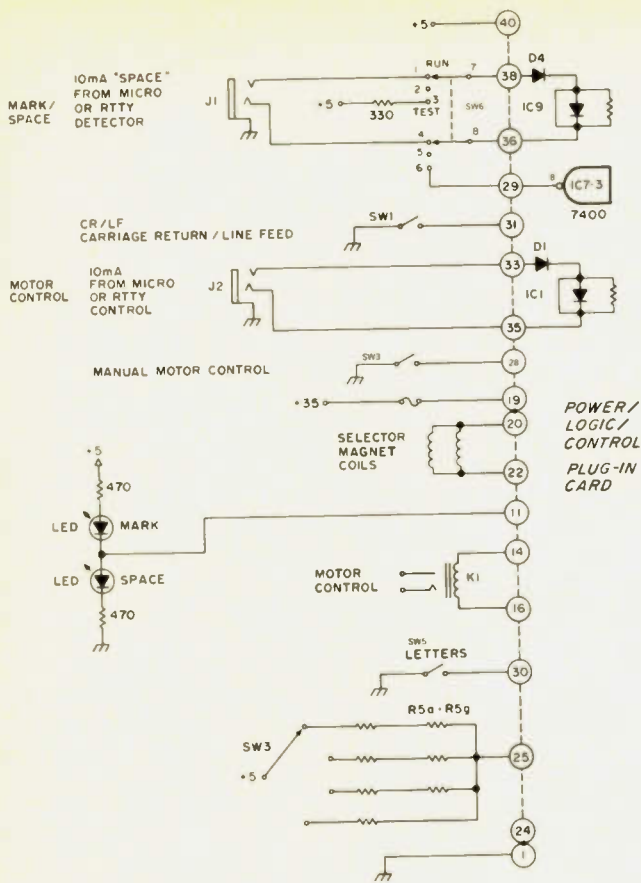 +5
40
MARK/
SPACE
10mA "SPACE"
FROM MICRO
OR RTTY
DETECTOR
J1
1
RUN
7
38
D4
2
+5
330
3
TEST
SW6
IC9
4
8
36
5
6
29
8
IC7-3
7400
CR/LF
CARRIAGE RETURN / LINE FEED
SW1
31
MOTOR
CONTROL
10mA
FROM MICRO
OR RTTY
CONTROL
J2
33
D1
IC1
35
MANUAL MOTOR CONTROL
SW3
28
+35
19
20
SELECTOR
MAGNET
COILS
22
POWER/
LOGIC/
CONTROL
PLUG-IN
CARD
+5
470
LED
MARK
11
LED
SPACE
470
14
MOTOR
CONTROL
K1
16
SW5
LETTERS
30
R5a - R5g
SW3
+5
25
24
1